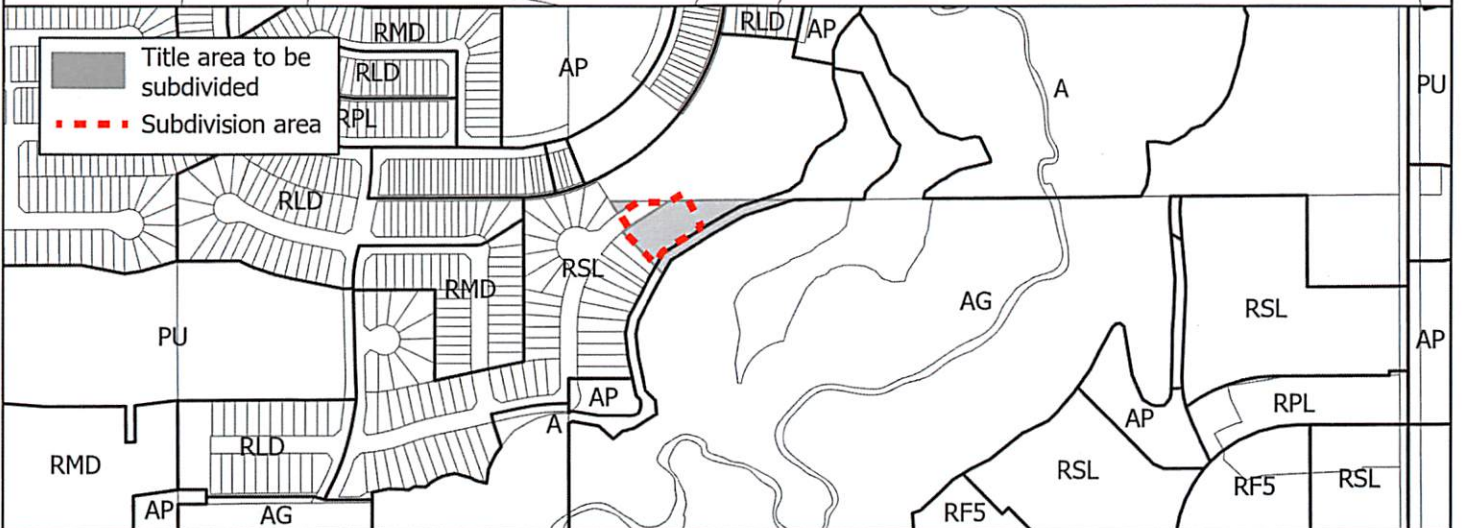 RMD
RLD
AP
Title area to be
subdivided
AP
RLD
A
PU
Subdivision area
RPL
RLD
RSL
RMD
AG
RSL
PU
AP
AP
RPL
AP
A
RLD
RMD
RSL
RF5
RSL
AP
AG
RF5